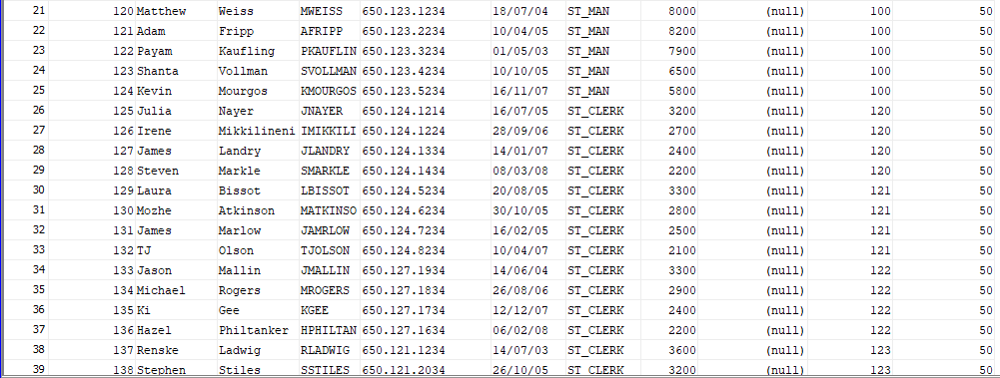 21 120 Matthew Weiss MWEISS 650.123.1234 18/07/04 ST_MAN 8000 (null) 100 50
22 121 Adam Fripp AFRIPP 650.123.2234 10/04/05 ST_MAN 8200 (null) 100 50
23 122 Payam Kaufling PKAUFLIN 650.123.3234 01/05/03 ST_MAN 7900 (null) 100 50
24 123 Shanta Vollman SVOLLMAN 650.123.4234 10/10/05 ST_MAN 6500 (null) 100 50
25 124 Kevin Mourgos KMOURGOS 650.123.5234 16/11/07 ST_MAN 5800 (null) 100 50
26 125 Julia Nayer JNAYER 650.124.1214 16/07/05 ST_CLERK 3200 (null) 120 50
27 126 Irene Mikkilineni IMIKKILI 650.124.1224 28/09/06 ST_CLERK 2700 (null) 120 50
28 127 James Landry JLANDRY 650.124.1334 14/01/07 ST_CLERK 2400 (null) 120 50
29 128 Steven Markle SMARKLE 650.124.1434 08/03/08 ST_CLERK 2200 (null) 120 50
30 129 Laura Bissot LBISSOT 650.124.5234 20/08/05 ST_CLERK 3300 (null) 121 50
31 130 Mozhe Atkinson MATKINSO 650.124.6234 30/10/05 ST_CLERK 2800 (null) 121 50
32 131 James Marlow JAMRLOW 650.124.7234 16/02/05 ST_CLERK 2500 (null) 121 50
33 132 TJ Olson TJOLSON 650.124.8234 10/04/07 ST_CLERK 2100 (null) 121 50
34 133 Jason Mallin JMALLIN 650.127.1934 14/06/04 ST_CLERK 3300 (null) 122 50
35 134 Michael Rogers MROGERS 650.127.1834 26/08/06 ST_CLERK 2900 (null) 122 50
36 135 Ki Gee KGEE 650.127.1734 12/12/07 ST_CLERK 2400 (null) 122 50
37 136 Hazel Philtanker HPHILTAN 650.127.1634 06/02/08 ST_CLERK 2200 (null) 122 50
38 137 Renske Ladwig RLADWIG 650.121.1234 14/07/03 ST_CLERK 3600 (null) 123 50
39 138 Stephen Stiles SSTILES 650.121.2034 26/10/05 ST_CLERK 3200 (null) 123 50